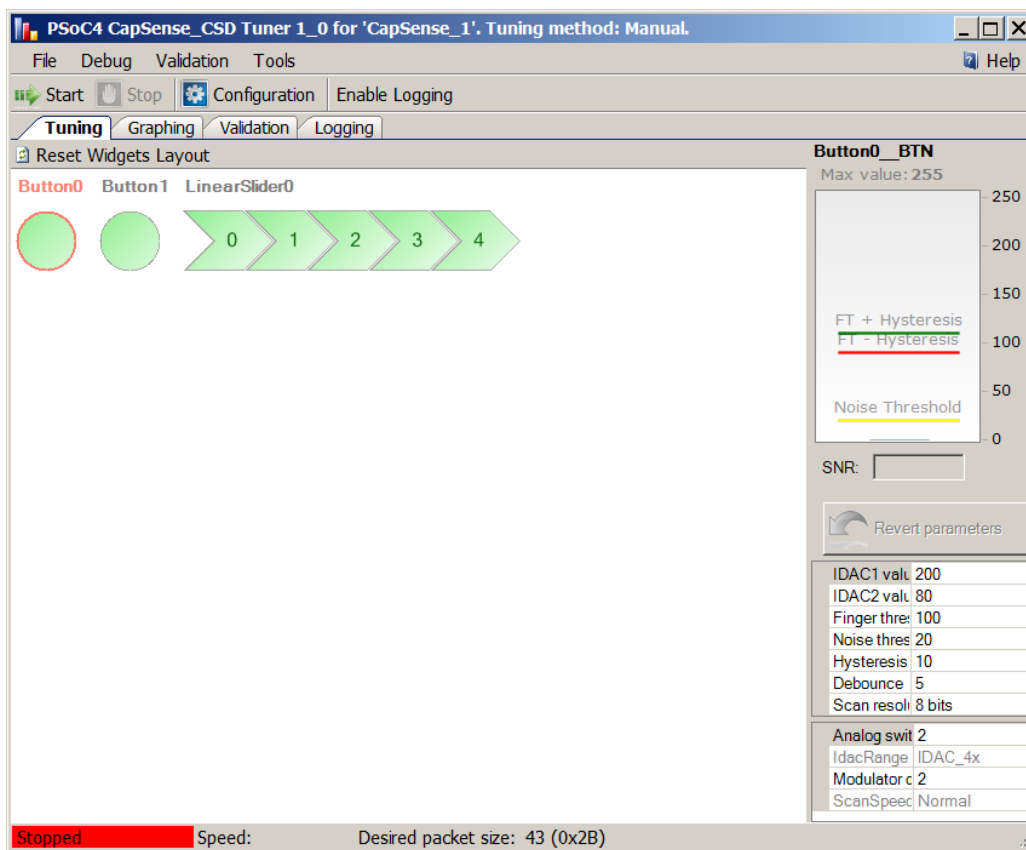 PSoC4 CapSense_CSD Tuner 1_0 for 'CapSense_1'. Tuning method: Manual.
File Debug Validation Tools Help
Start Stop Configuration Enable Logging
Tuning Graphing Validation Logging
Reset Widgets Layout
Button0 Button1 LinearSlider0
0 1 2 3 4
Button0__BTN
Max value: 255
250
200
150
FT + Hysteresis
FT - Hysteresis
100
50
Noise Threshold
0
SNR:
Revert parameters
IDAC1 valu 200
IDAC2 valu 80
Finger thres 100
Noise thres 20
Hysteresis 10
Debounce 5
Scan resolu 8 bits
Analog swit 2
IdacRange IDAC_4x
Modulator c 2
ScanSpeed Normal
Stopped Speed: Desired packet size: 43 (0x2B)